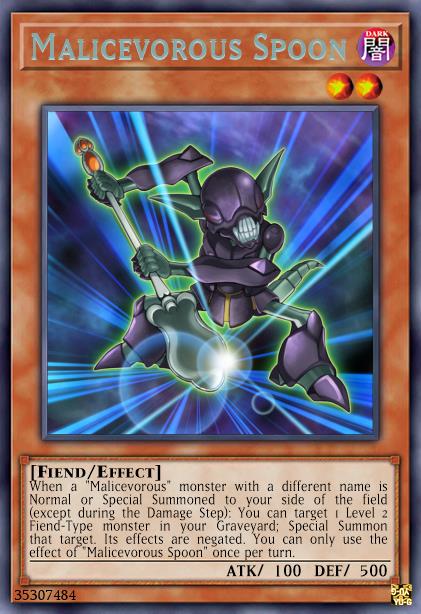 MALICEVOROUS SPOON
DARK
闇
[FIEND/EFFECT]
When a "Malicevorous" monster with a different name is
Normal or Special Summoned to your side of the field
(except during the Damage Step): You can target 1 Level 2
Fiend-Type monster in your Graveyard; Special Summon
that target. Its effects are negated. You can only use the
effect of "Malicevorous Spoon" once per turn.
ATK/ 100 DEF/ 500
35307484